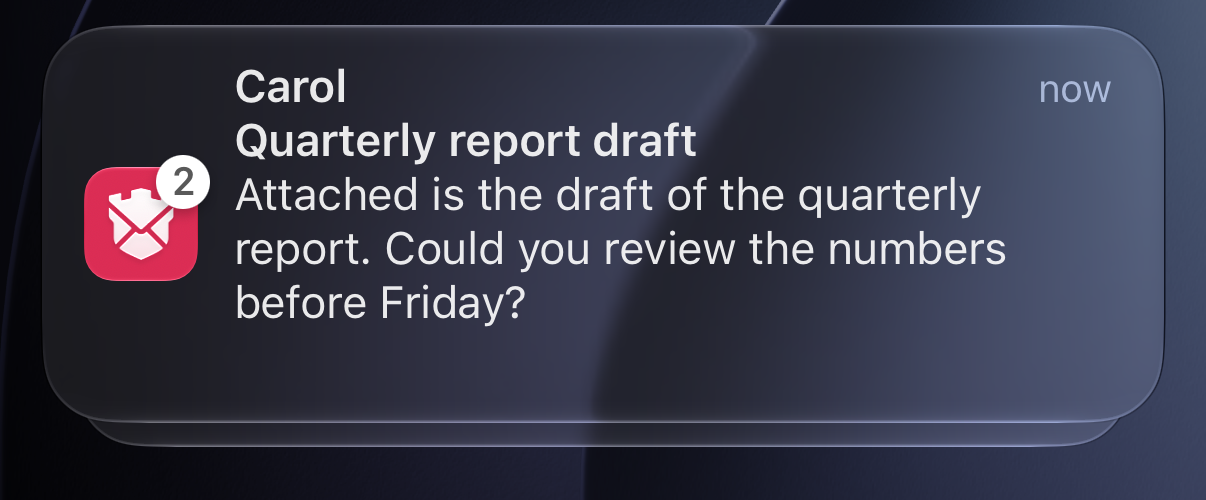 Carol
now
Quarterly report draft
2
Attached is the draft of the quarterly
report. Could you review the numbers
before Friday?